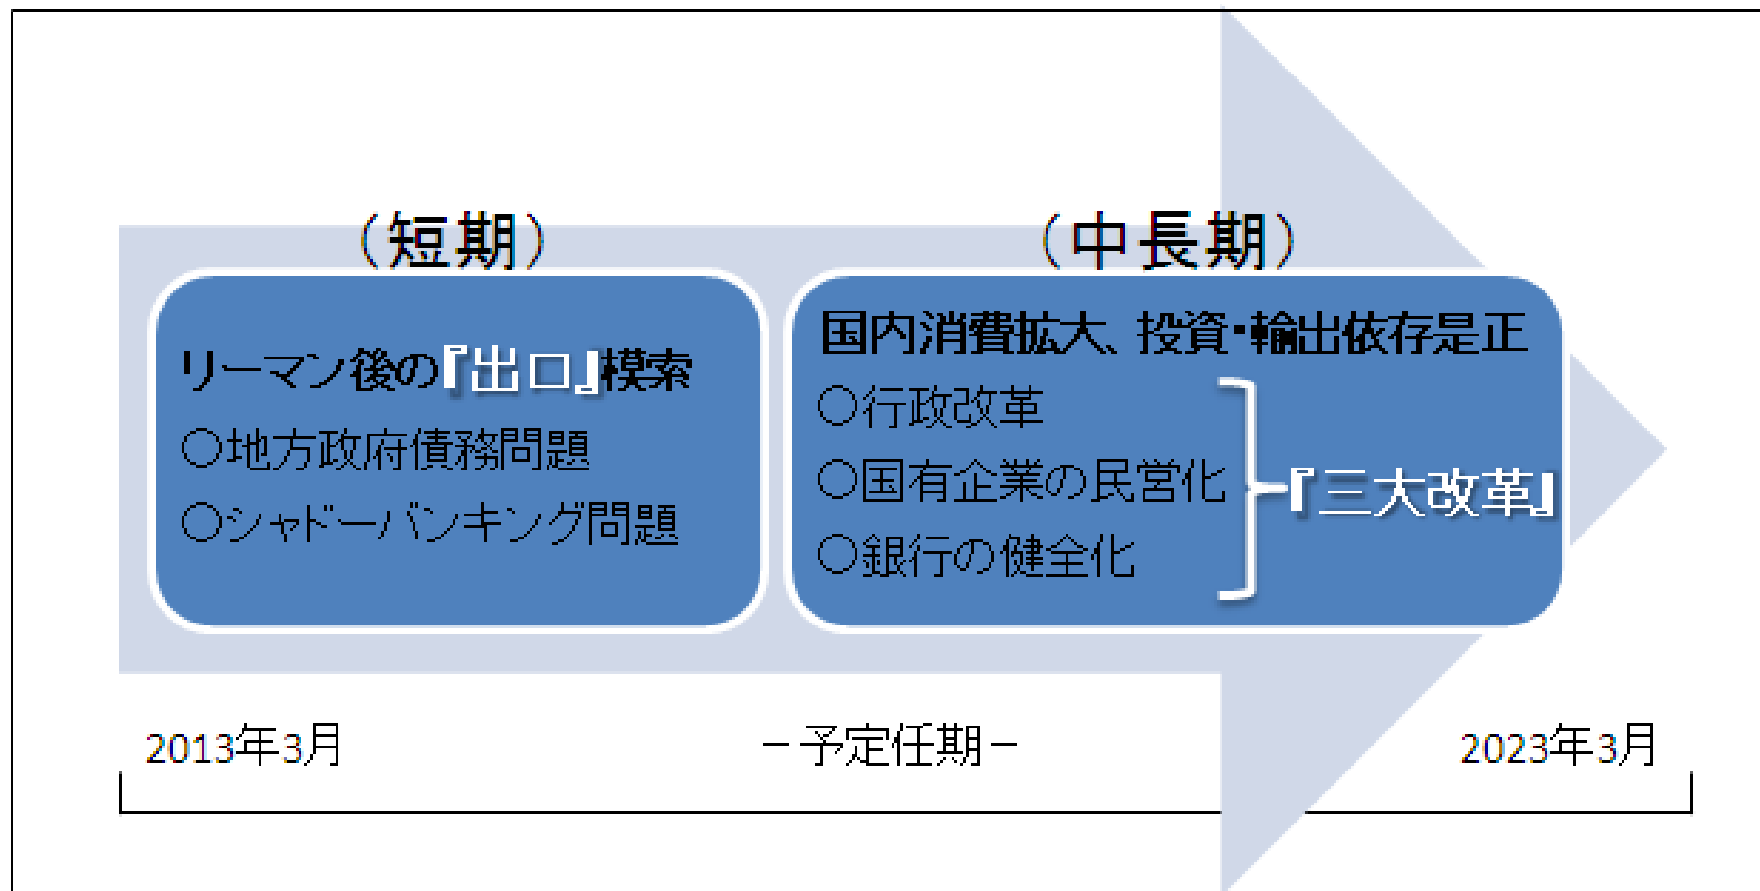 （短期）
リーマン後の『出口』模索
○地方政府債務問題
○シャドーバンキング問題
（中長期）
国内消費拡大、投資・輸出依存是正
○行政改革
○国有企業の民営化
○銀行の健全化
『三大改革』
2013年3月
－予定任期－
2023年3月